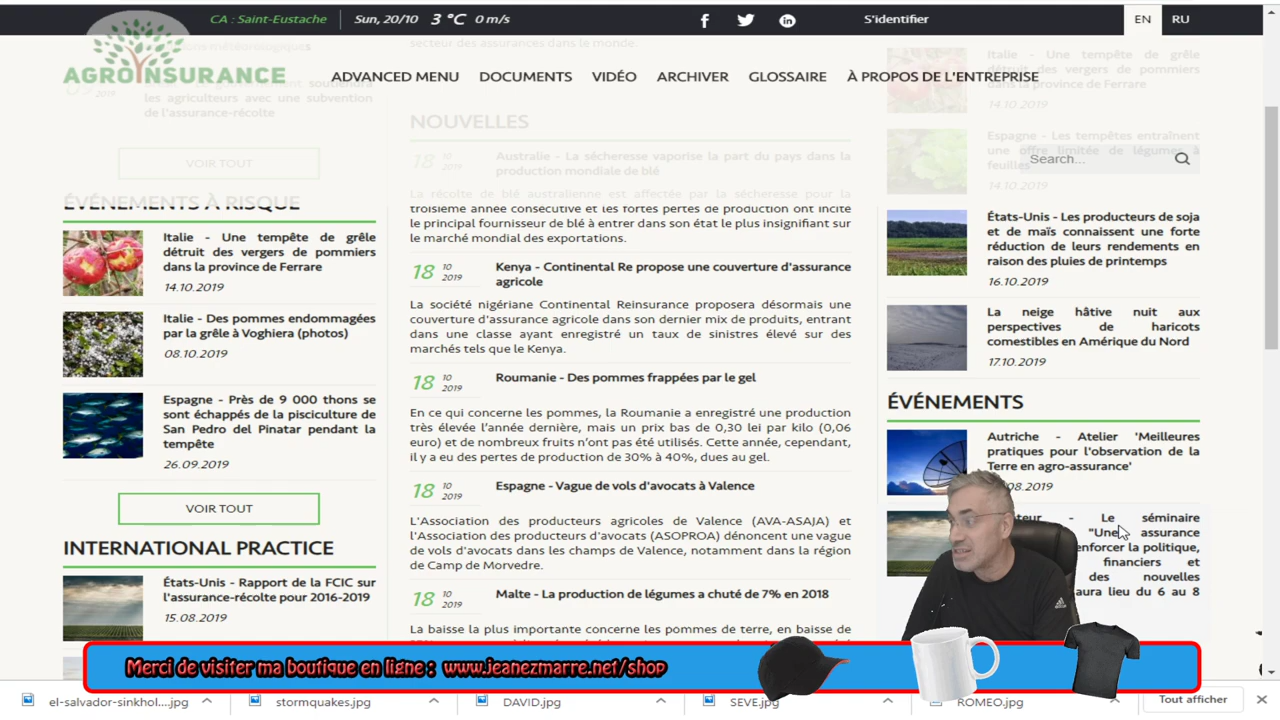 CA : Saint-Eustache
Sun, 20/10 3 °C 0 m/s
S'identifier
EN RU
AGROINSURANCE
ADVANCED MENU DOCUMENTS VIDÉO ARCHIVER GLOSSAIRE À PROPOS DE L'ENTREPRISE
Search...
2019
soutiendra
les agriculteurs avec une subvention
de l'assurance-récolte
VOIR TOUT
ÉVÉNEMENTS À RISQUE
Italie - Une tempête de grêle
détruit des vergers de pommiers
dans la province de Ferrare
14.10.2019
Italie - Des pommes endommagées
par la grêle à Voghiera (photos)
08.10.2019
Espagne - Près de 9 000 thons se
sont échappés de la pisciculture de
San Pedro del Pinatar pendant la
tempête
26.09.2019
VOIR TOUT
INTERNATIONAL PRACTICE
États-Unis - Rapport de la FCIC sur
l'assurance-récolte pour 2016-2019
15.08.2019
secteur des assurances dans le monde.
NOUVELLES
18 10 2019
Australie - La sécheresse vaporise la part du pays dans la
production mondiale de blé
La récolte de blé australienne est affectée par la sécheresse pour la
troisième année consécutive et les fortes pertes de production ont incité
le principal fournisseur de blé à entrer dans son état le plus insignifiant sur
le marché mondial des exportations.
18 10 2019
Kenya - Continental Re propose une couverture d'assurance
agricole
La société nigériane Continental Reinsurance proposera désormais une
couverture d'assurance agricole dans son dernier mix de produits, entrant
dans une classe ayant enregistré un taux de sinistres élevé sur des
marchés tels que le Kenya.
18 10 2019
Roumanie - Des pommes frappées par le gel
En ce qui concerne les pommes, la Roumanie a enregistré une production
très élevée l'année dernière, mais un prix bas de 0,30 lei par kilo (0,06
euro) et de nombreux fruits n'ont pas été utilisés. Cette année, cependant,
il y a eu des pertes de production de 30% à 40%, dues au gel.
18 10 2019
Espagne - Vague de vols d'avocats à Valence
L'Association des producteurs agricoles de Valence (AVA-ASAJA) et
l'Association des producteurs d'avocats (ASOPROA) dénoncent une vague
de vols d'avocats dans les champs de Valence, notamment dans la région
de Camp de Morvedre.
18 10 2019
Malte - La production de légumes a chuté de 7% en 2018
La baisse la plus importante concerne les pommes de terre, en baisse de
Italie - Une tempête de grêle
détruit des vergers de pommiers
dans la province de Ferrare
14.10.2019
Espagne - Les tempêtes entraînent
une offre limitée de légumes à
feuilles
14.10.2019
États-Unis - Les producteurs de soja
et de maïs connaissent une forte
réduction de leurs rendements en
raison des pluies de printemps
16.10.2019
La neige hâtive nuit aux
perspectives de haricots
comestibles en Amérique du Nord
17.10.2019
ÉVÉNEMENTS
Autriche - Atelier 'Meilleures
pratiques pour l'observation de la
Terre en agro-assurance'
.08.2019
- Le séminaire
"Une assurance
la politique,
financiers et
des nouvelles
aura lieu du 6 au 8
Merci de visiter ma boutique en ligne : www.jeanezmarre.net/shop
el-salvador-sinkhol....jpg
stormquakes.jpg
DAVID.jpg
SEVE.jpg
ROMEO.jpg
Tout afficher